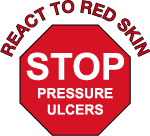 REACT TO RED SKIN
STOP
PRESSURE
ULCERS